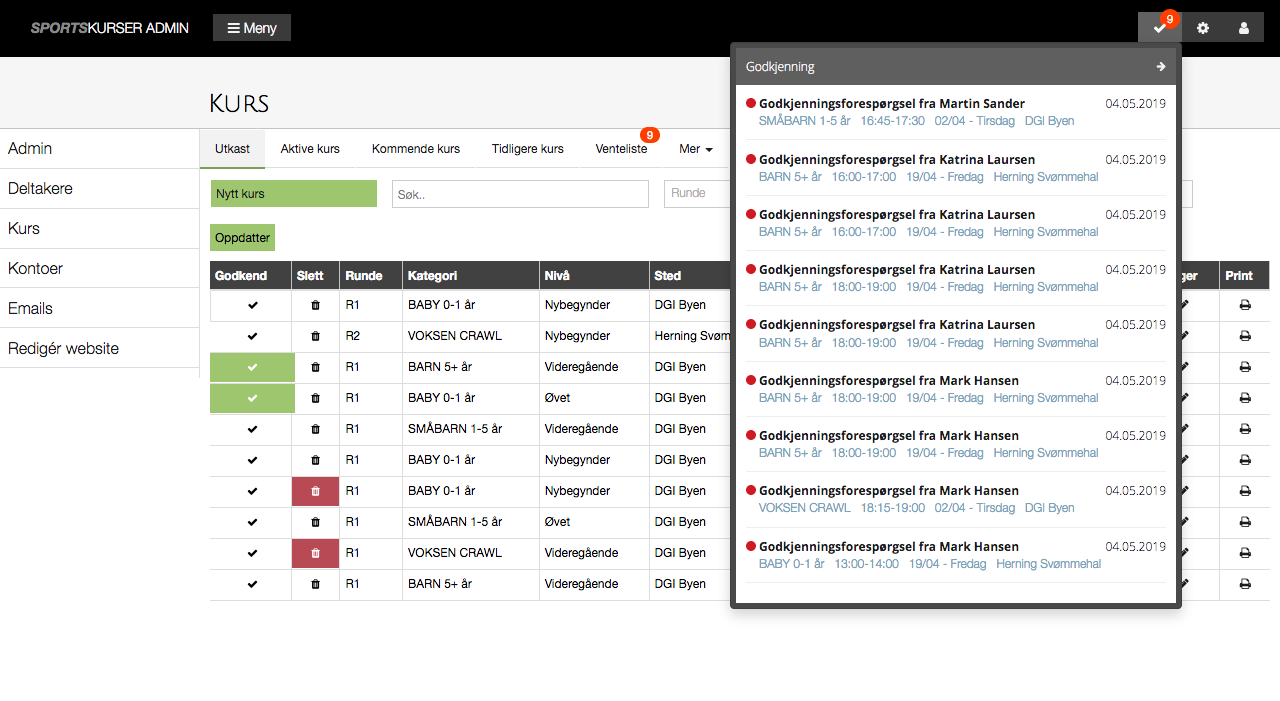 SPORTSKURSER ADMIN
Meny
9
Kurs
Admin
Deltakere
Kurs
Kontoer
Emails
Redigér website
Utkast Aktive kurs Kommende kurs Tidligere kurs Venteliste 9 Mer
Nytt kurs Søk.. Runde
Oppdatter
Godkend Slett Runde Kategori Nivå Sted Print
R1 BABY 0-1 år Nybegynder DGI Byen
R2 VOKSEN CRAWL Nybegynder Herning Svøm
R1 BARN 5+ år Videregående DGI Byen
R1 BABY 0-1 år Øvet DGI Byen
R1 SMÅBARN 1-5 år Videregående DGI Byen
R1 BABY 0-1 år Nybegynder DGI Byen
R1 BABY 0-1 år Nybegynder DGI Byen
R1 SMÅBARN 1-5 år Øvet DGI Byen
R1 VOKSEN CRAWL Videregående DGI Byen
R1 BARN 5+ år Videregående DGI Byen
Godkjenning
Godkjenningsforespørgsel fra Martin Sander 04.05.2019
SMÅBARN 1-5 år 16:45-17:30 02/04 - Tirsdag DGI Byen
Godkjenningsforespørgsel fra Katrina Laursen 04.05.2019
BARN 5+ år 16:00-17:00 19/04 - Fredag Herning Svømmehal
Godkjenningsforespørgsel fra Katrina Laursen 04.05.2019
BARN 5+ år 16:00-17:00 19/04 - Fredag Herning Svømmehal
Godkjenningsforespørgsel fra Katrina Laursen 04.05.2019
BARN 5+ år 18:00-19:00 19/04 - Fredag Herning Svømmehal
Godkjenningsforespørgsel fra Katrina Laursen 04.05.2019
BARN 5+ år 18:00-19:00 19/04 - Fredag Herning Svømmehal
Godkjenningsforespørgsel fra Mark Hansen 04.05.2019
BARN 5+ år 18:00-19:00 19/04 - Fredag Herning Svømmehal
Godkjenningsforespørgsel fra Mark Hansen 04.05.2019
BARN 5+ år 18:00-19:00 19/04 - Fredag Herning Svømmehal
Godkjenningsforespørgsel fra Mark Hansen 04.05.2019
VOKSEN CRAWL 18:15-19:00 02/04 - Tirsdag DGI Byen
Godkjenningsforespørgsel fra Mark Hansen 04.05.2019
BABY 0-1 år 13:00-14:00 19/04 - Fredag Herning Svømmehal